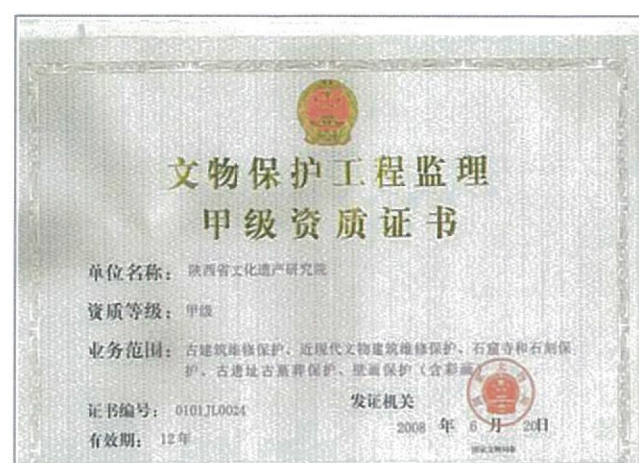 文物保护工程监理
甲级资质证书
单位名称： 陕西省文化遗产研究院
资质等级： 甲级
业务范围： 古建筑维修保护、近现代文物建筑维修保护、石窟寺和石刻保
护、古遗址古墓葬保护、壁画保护（含彩画
证书编号： 0101JL0024
发证机关
2008 年 6 月 20日
有效期： 12年